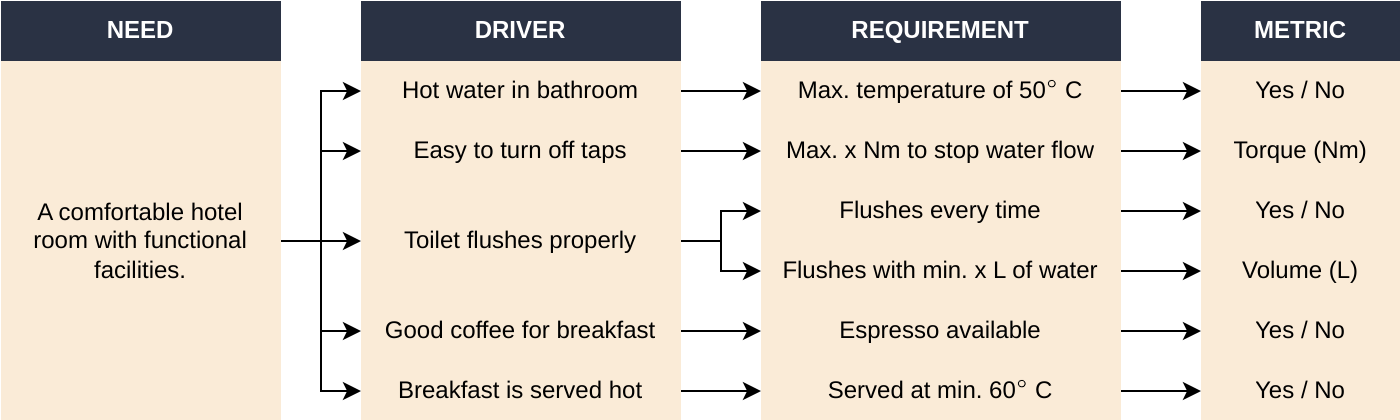 NEED
DRIVER
REQUIREMENT
METRIC
A comfortable hotel
room with functional
facilities.
Hot water in bathroom
Max. temperature of 50° C
Yes / No
Easy to turn off taps
Max. x Nm to stop water flow
Torque (Nm)
Toilet flushes properly
Flushes every time
Yes / No
Flushes with min. x L of water
Volume (L)
Good coffee for breakfast
Espresso available
Yes / No
Breakfast is served hot
Served at min. 60° C
Yes / No